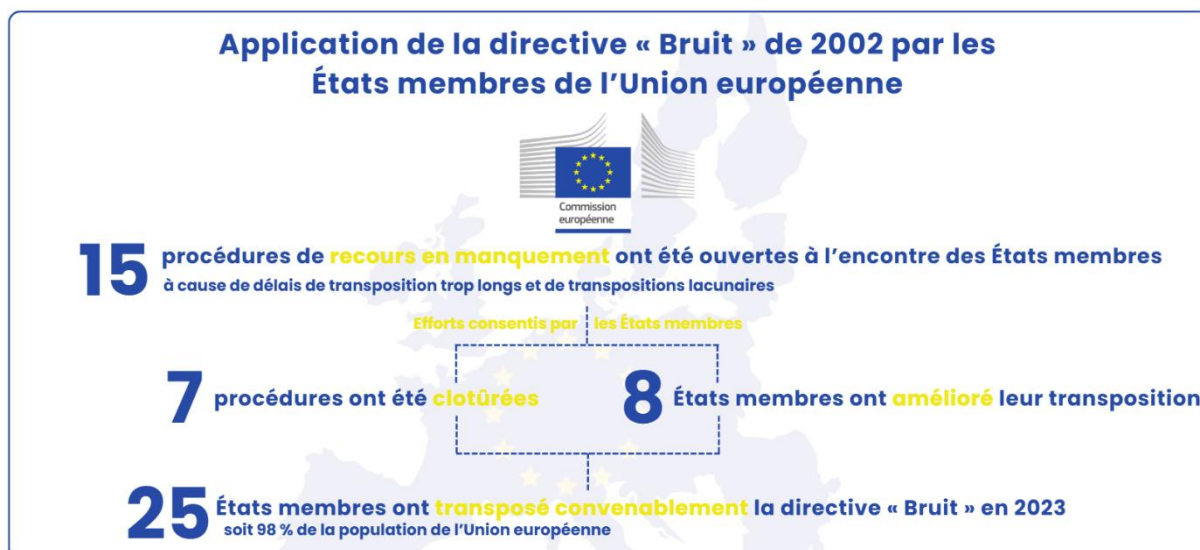 Application de la directive « Bruit » de 2002 par les
États membres de l’Union européenne
Commission
européenne
15 procédures de recours en manquement ont été ouvertes à l’encontre des États membres
à cause de délais de transposition trop longs et de transpositions lacunaires
Efforts consentis par les États membres
7 procédures ont été clotûrées
8 États membres ont amélioré leur transposition
25 États membres ont transposé convenablement la directive « Bruit » en 2023
soit 98 % de la population de l’Union européenne